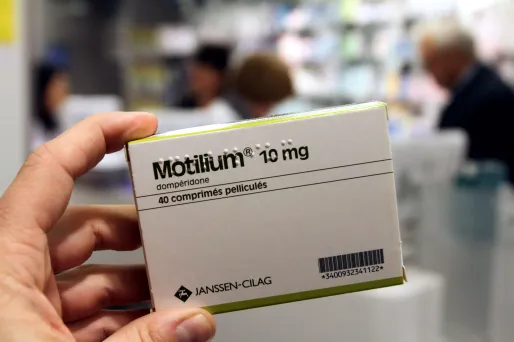 Motilium® 10 mg
dompéridone
40 comprimés pelliculés
JANSSEN-CILAG
*3400932341122*